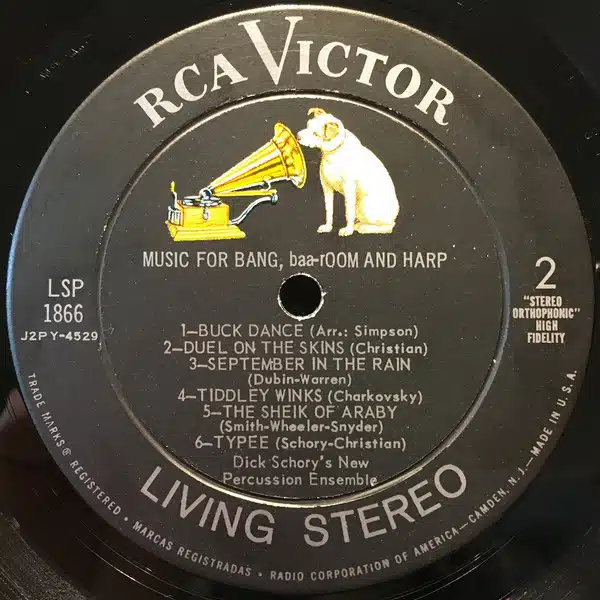 RCA VICTOR
MUSIC FOR BANG, baa-rOOM AND HARP
LSP
1866
J2PY-4529
2
"STEREO
ORTHOPHONIC"
HIGH
FIDELITY
1—BUCK DANCE (Arr.: Simpson)
2—DUEL ON THE SKINS (Christian)
3—SEPTEMBER IN THE RAIN
(Dubin-Warren)
4—TIDDLEY WINKS (Charkovsky)
5—THE SHEIK OF ARABY
(Smith-Wheeler-Snyder)
6—TYPEE (Schory-Christian)
Dick Schory's New
Percussion Ensemble
LIVING STEREO
TRADE MARKS® REGISTERED • MARCAS REGISTRADAS • RADIO CORPORATION OF AMERICA—CAMDEN, N.J.—MADE IN U.S.A.